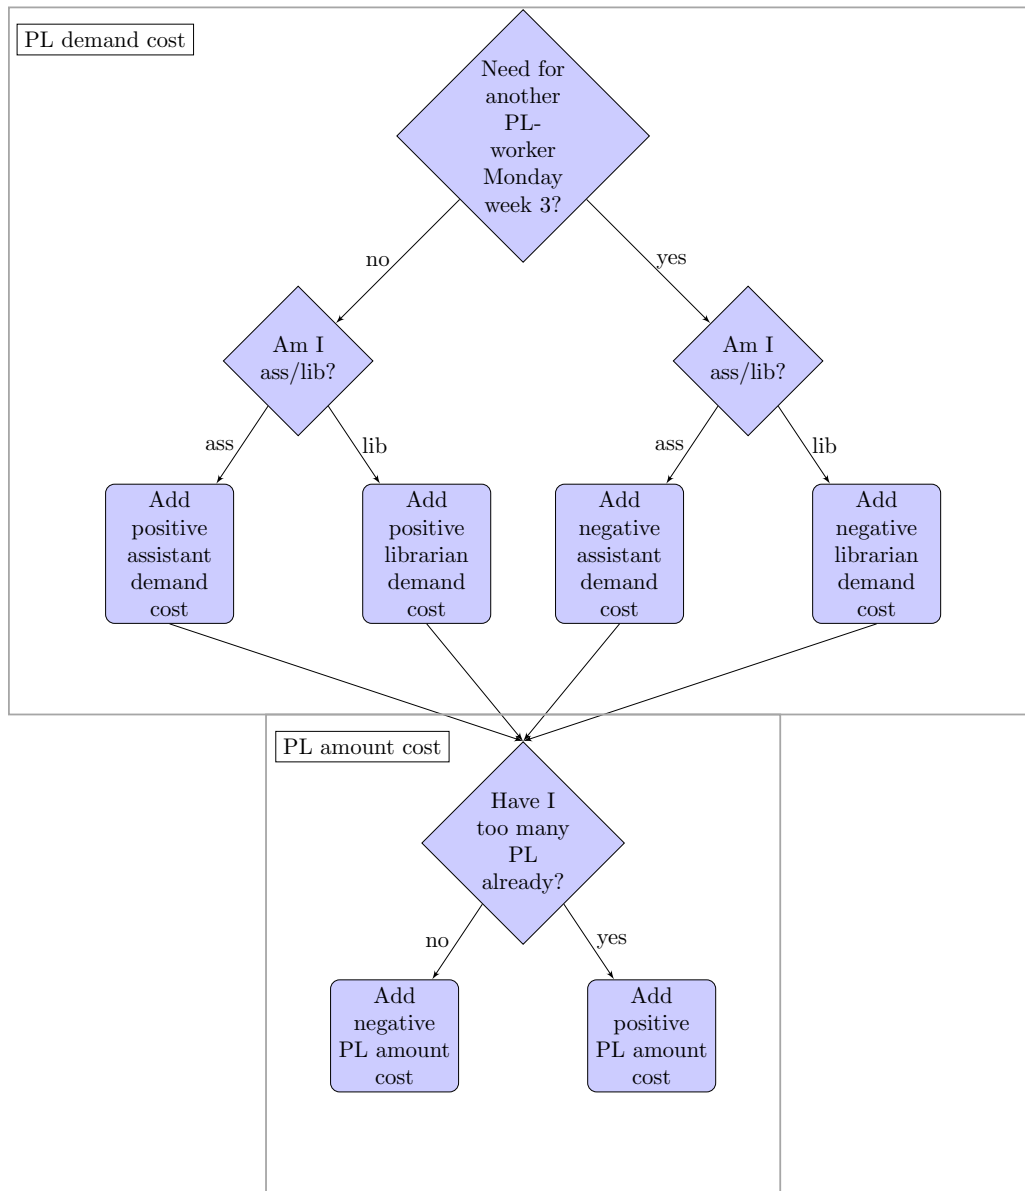 PL demand cost
Need for
another
PL-
worker
Monday
week 3?
no
yes
Am I
ass/lib?
Am I
ass/lib?
ass
lib
ass
lib
Add
positive
assistant
demand
cost
Add
positive
librarian
demand
cost
Add
negative
assistant
demand
cost
Add
negative
librarian
demand
cost
PL amount cost
Have I
too many
PL
already?
no
yes
Add
negative
PL amount
cost
Add
positive
PL amount
cost